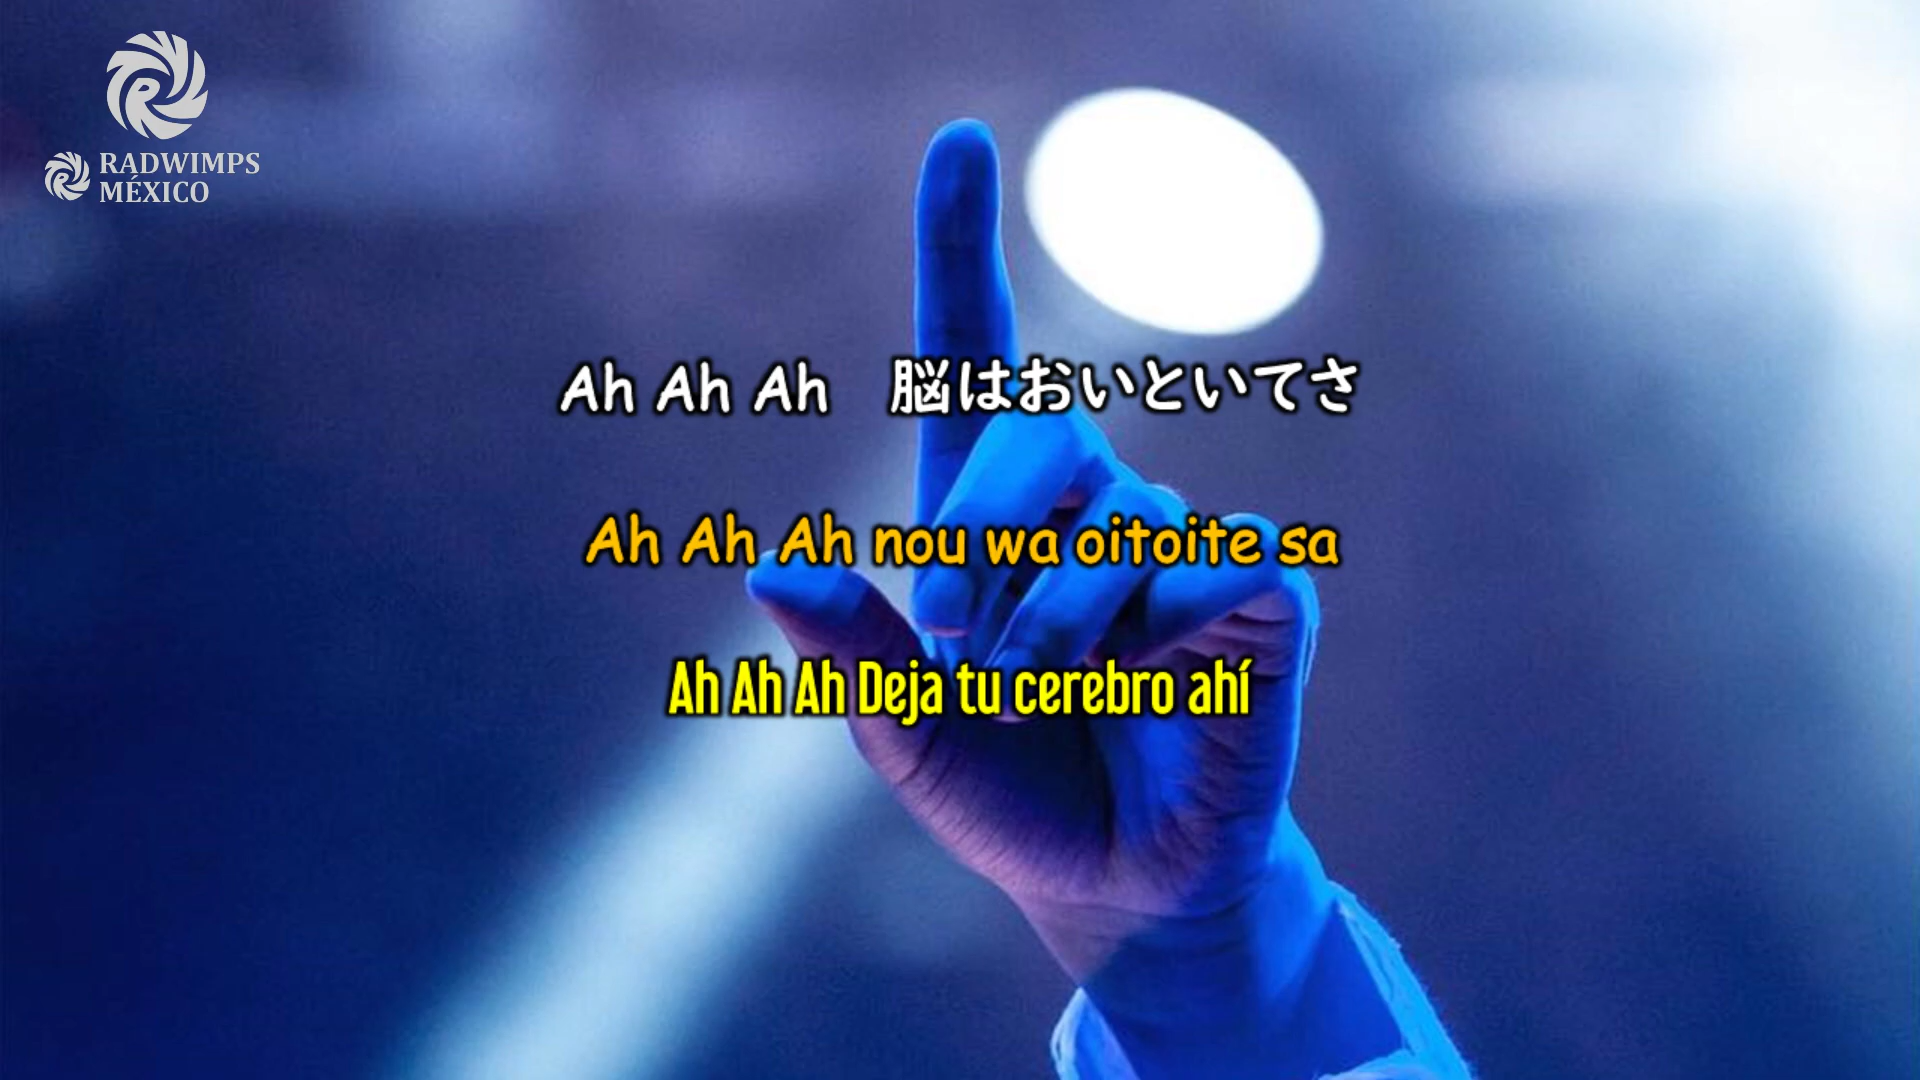 RADWIMPS
MÉXICO
Ah Ah Ah　脳はおいといてさ
Ah Ah Ah nou wa oitoite sa
Ah Ah Ah Deja tu cerebro ahí